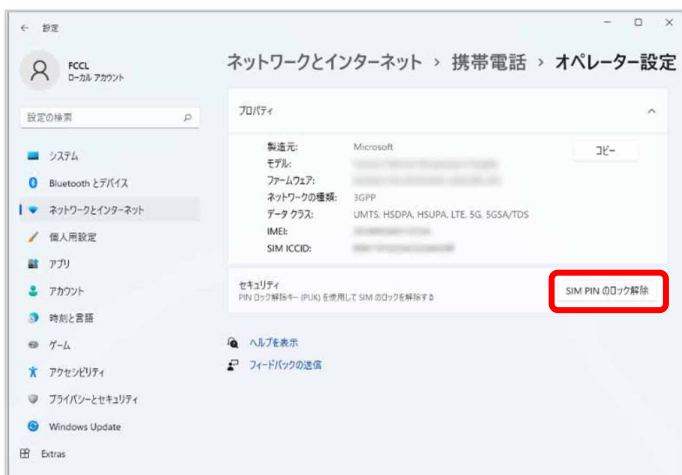 ← 設定
FCCL
ローカル アカウント
設定の検索
システム
Bluetooth とデバイス
ネットワークとインターネット
個人用設定
アプリ
アカウント
時刻と言語
ゲーム
アクセシビリティ
プライバシーとセキュリティ
Windows Update
Extras
ネットワークとインターネット › 携帯電話 › オペレーター設定
プロパティ
製造元: Microsoft
コピー
モデル:
ファームウェア:
ネットワークの種類: 3GPP
データ クラス: UMTS, HSDPA, HSUPA, LTE, 5G, 5GSA/TDS
IMEI:
SIM ICCID:
セキュリティ
PIN ロック解除キー (PUK) を使用して SIM のロックを解除する
SIM PIN のロック解除
ヘルプを表示
フィードバックの送信